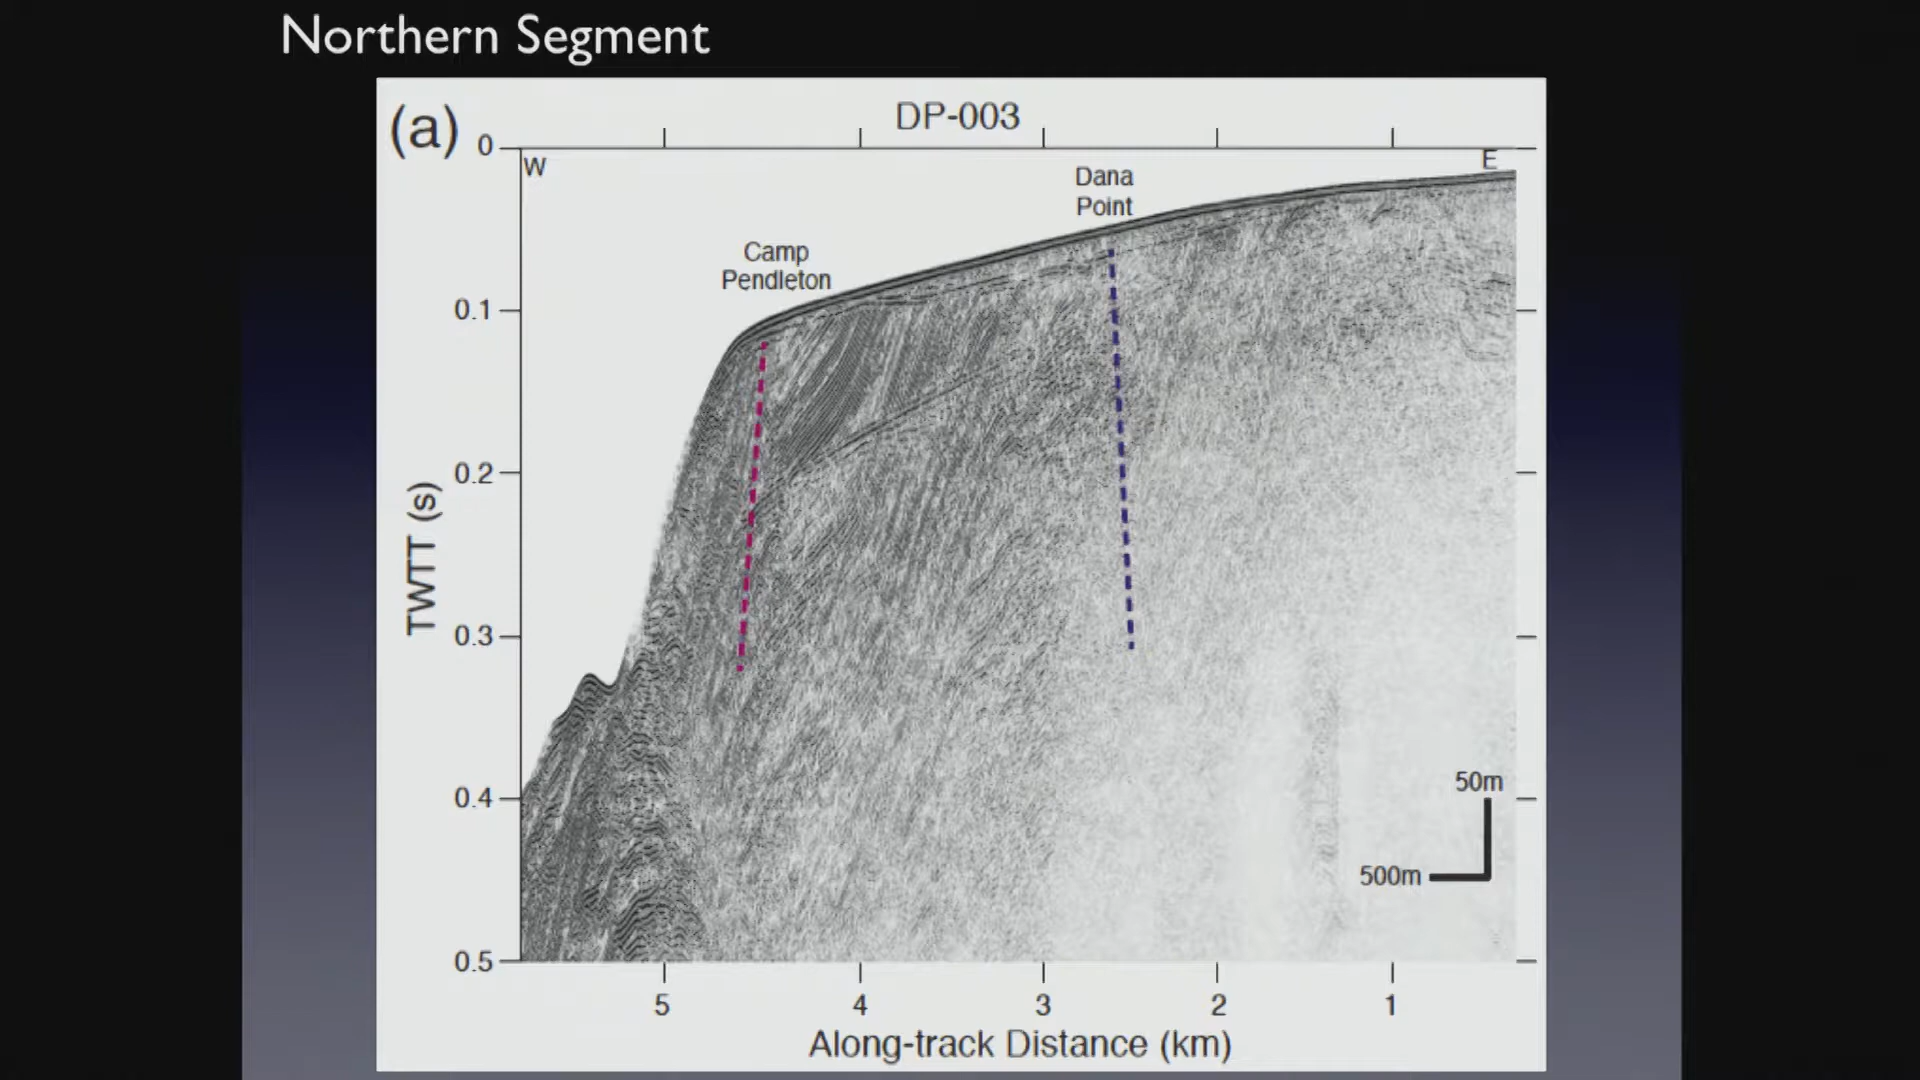 Northern Segment
(a)
DP-003
0
W
E
Dana
Point
Camp
Pendleton
0.1
0.2
0.3
0.4
0.5
TWTT (s)
50m
500m
5 4 3 2 1
Along-track Distance (km)